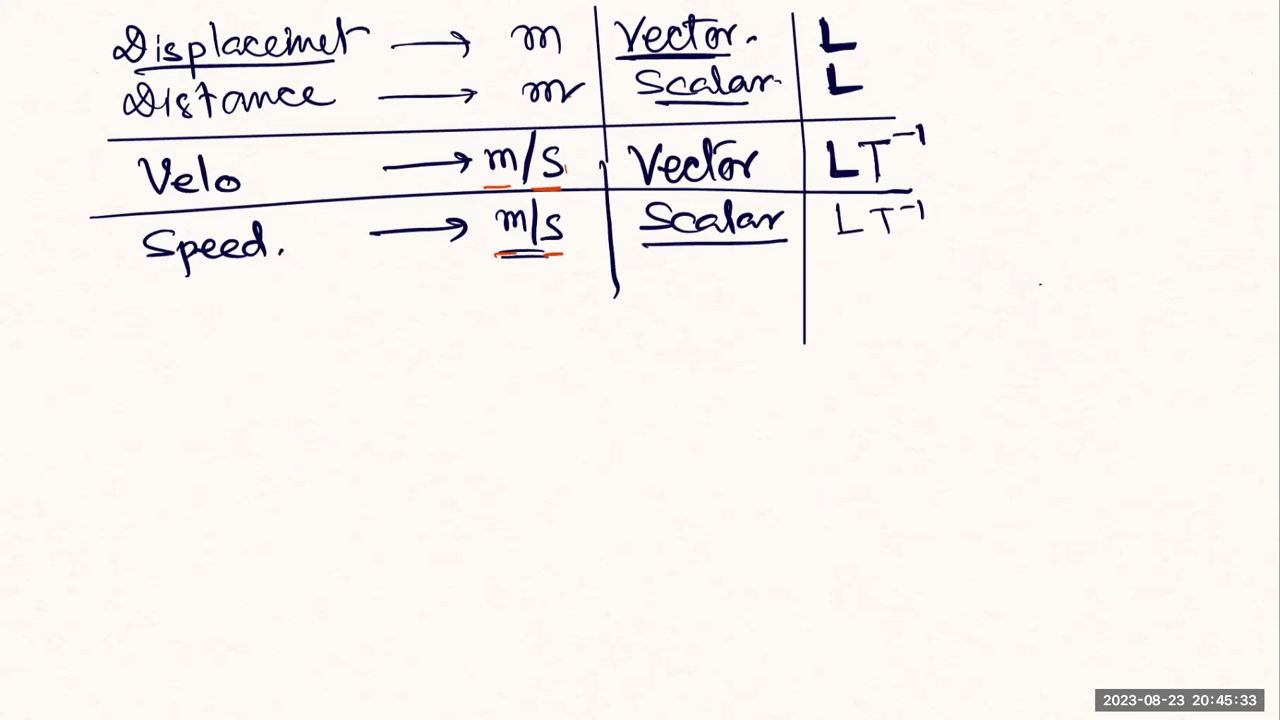 Displacemet → m Vector. L
Distance → m Scalar. L
Velo → m/s Vector LT⁻¹
Speed. → m/s Scalar LT⁻¹
2023-08-23 20:45:33